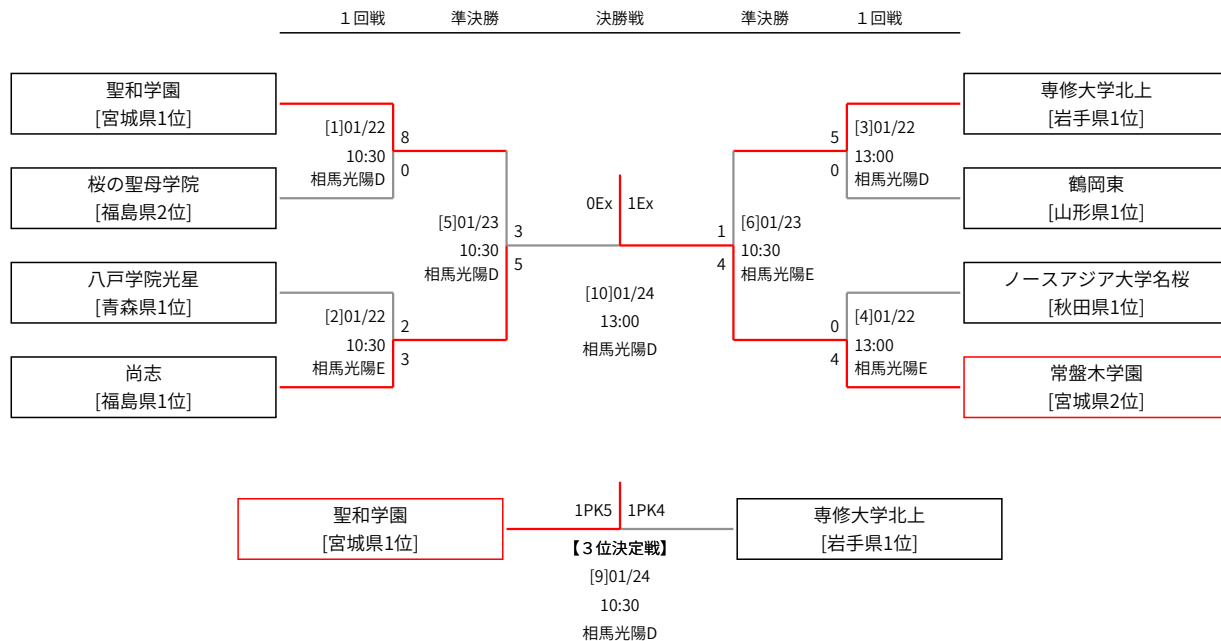 １回戦
準決勝
決勝戦
準決勝
１回戦
聖和学園
[宮城県1位]
桜の聖母学院
[福島県2位]
八戸学院光星
[青森県1位]
尚志
[福島県1位]
[1]01/22
10:30
相馬光陽D
8
0
[2]01/22
10:30
相馬光陽E
2
3
[5]01/23
10:30
相馬光陽D
3
5
0Ex
1Ex
[10]01/24
13:00
相馬光陽D
1
4
[6]01/23
10:30
相馬光陽E
5
0
[3]01/22
13:00
相馬光陽D
0
4
[4]01/22
13:00
相馬光陽E
専修大学北上
[岩手県1位]
鶴岡東
[山形県1位]
ノースアジア大学名桜
[秋田県1位]
常盤木学園
[宮城県2位]
聖和学園
[宮城県1位]
1PK5
1PK4
【３位決定戦】
[9]01/24
10:30
相馬光陽D
専修大学北上
[岩手県1位]